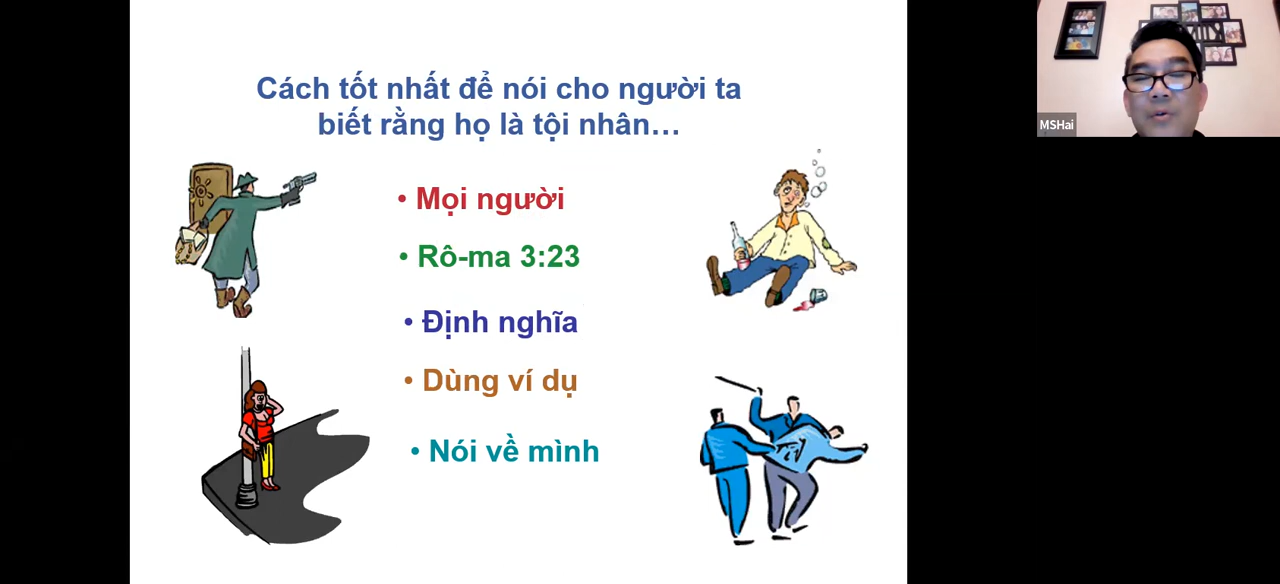 Cách tốt nhất để nói cho người ta
biết rằng họ là tội nhân...
• Mọi người
• Rô-ma 3:23
• Định nghĩa
• Dùng ví dụ
• Nói về mình
MSHai